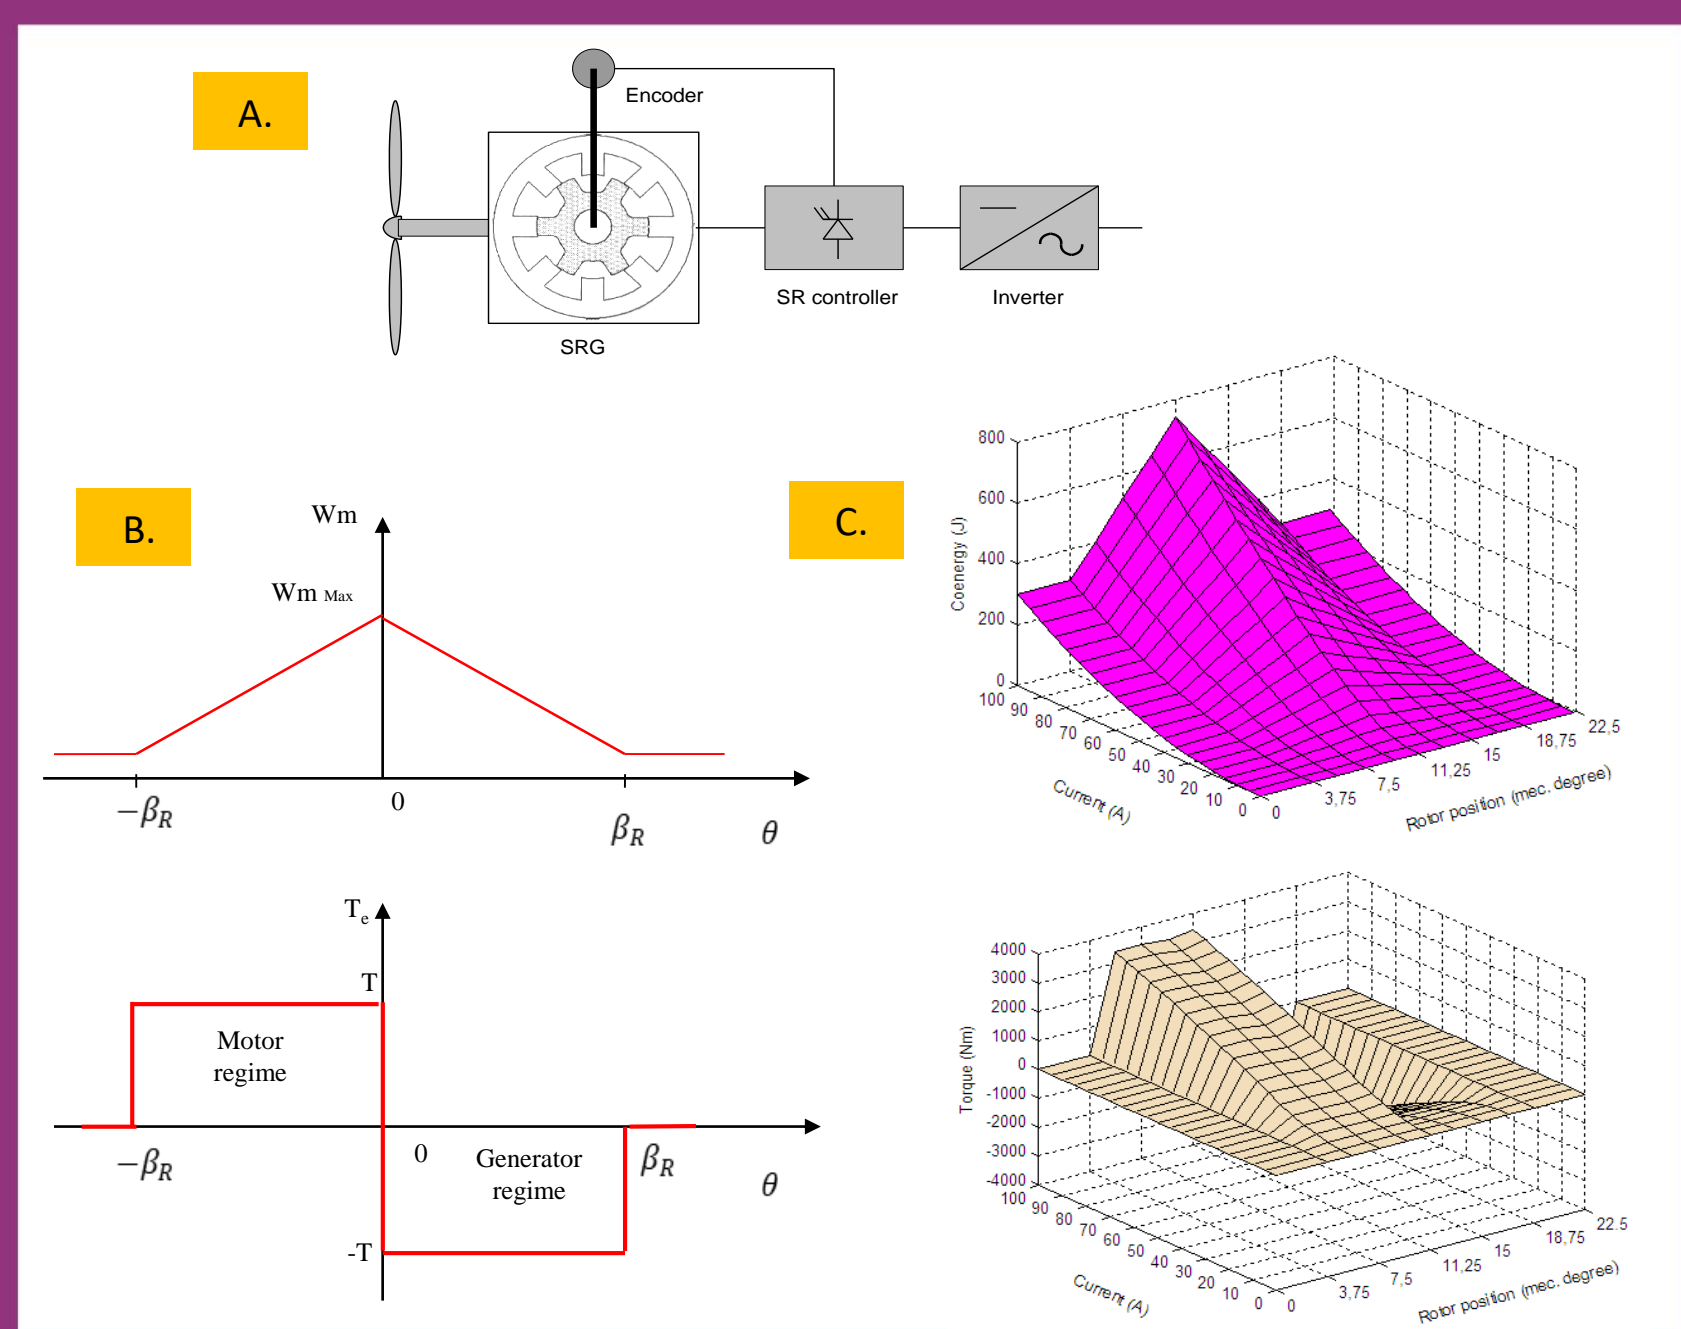 A.
Encoder
SR controller
Inverter
SRG
B.
Wm
Wm Max
−βR
0
βR
θ
Te
T
Motor
regime
−βR
0
Generator
regime
βR
θ
-T
C.
800
600
400
200
0
Coenergy (J)
100
90
80
70
60
50
40
30
20
10
0
Current (A)
0
3,75
7,5
11,25
15
18,75
22,5
Rotor position (mec. degree)
4000
3000
2000
1000
0
-1000
-2000
-3000
-4000
Torque (Nm)
100
90
80
70
60
50
40
30
20
10
0
Current (A)
0
3,75
7,5
11,25
15
18,75
22.5
Rotor position (mec. degree)